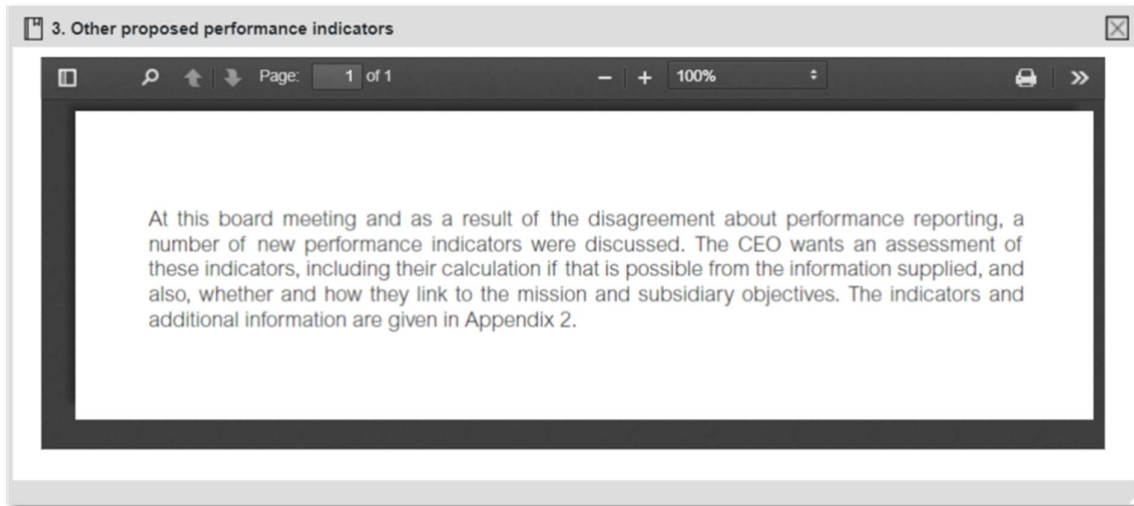 3. Other proposed performance indicators
Page: 1 of 1
100%
At this board meeting and as a result of the disagreement about performance reporting, a
number of new performance indicators were discussed. The CEO wants an assessment of
these indicators, including their calculation if that is possible from the information supplied, and
also, whether and how they link to the mission and subsidiary objectives. The indicators and
additional information are given in Appendix 2.